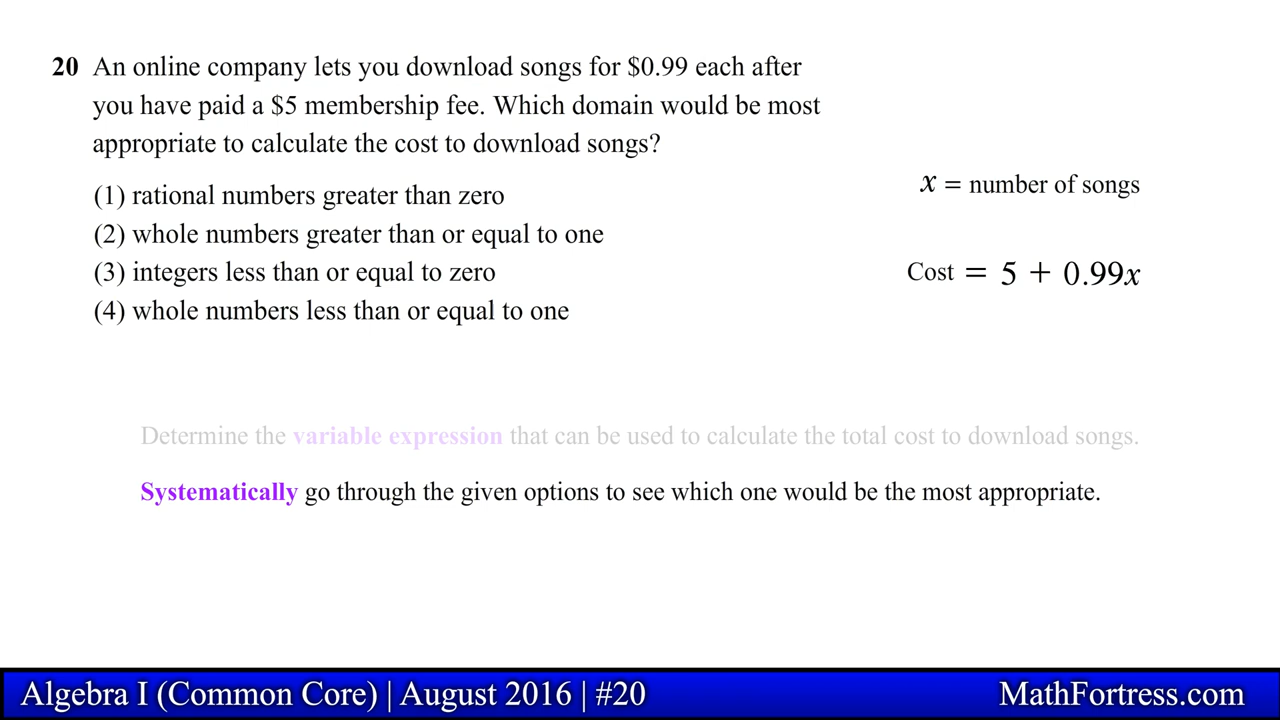 20 An online company lets you download songs for $0.99 each after
you have paid a $5 membership fee. Which domain would be most
appropriate to calculate the cost to download songs?
(1) rational numbers greater than zero
(2) whole numbers greater than or equal to one
(3) integers less than or equal to zero
(4) whole numbers less than or equal to one
x = number of songs
Cost = 5 + 0.99x
Determine the variable expression that can be used to calculate the total cost to download songs.
Systematically go through the given options to see which one would be the most appropriate.
Algebra I (Common Core) | August 2016 | #20
MathFortress.com